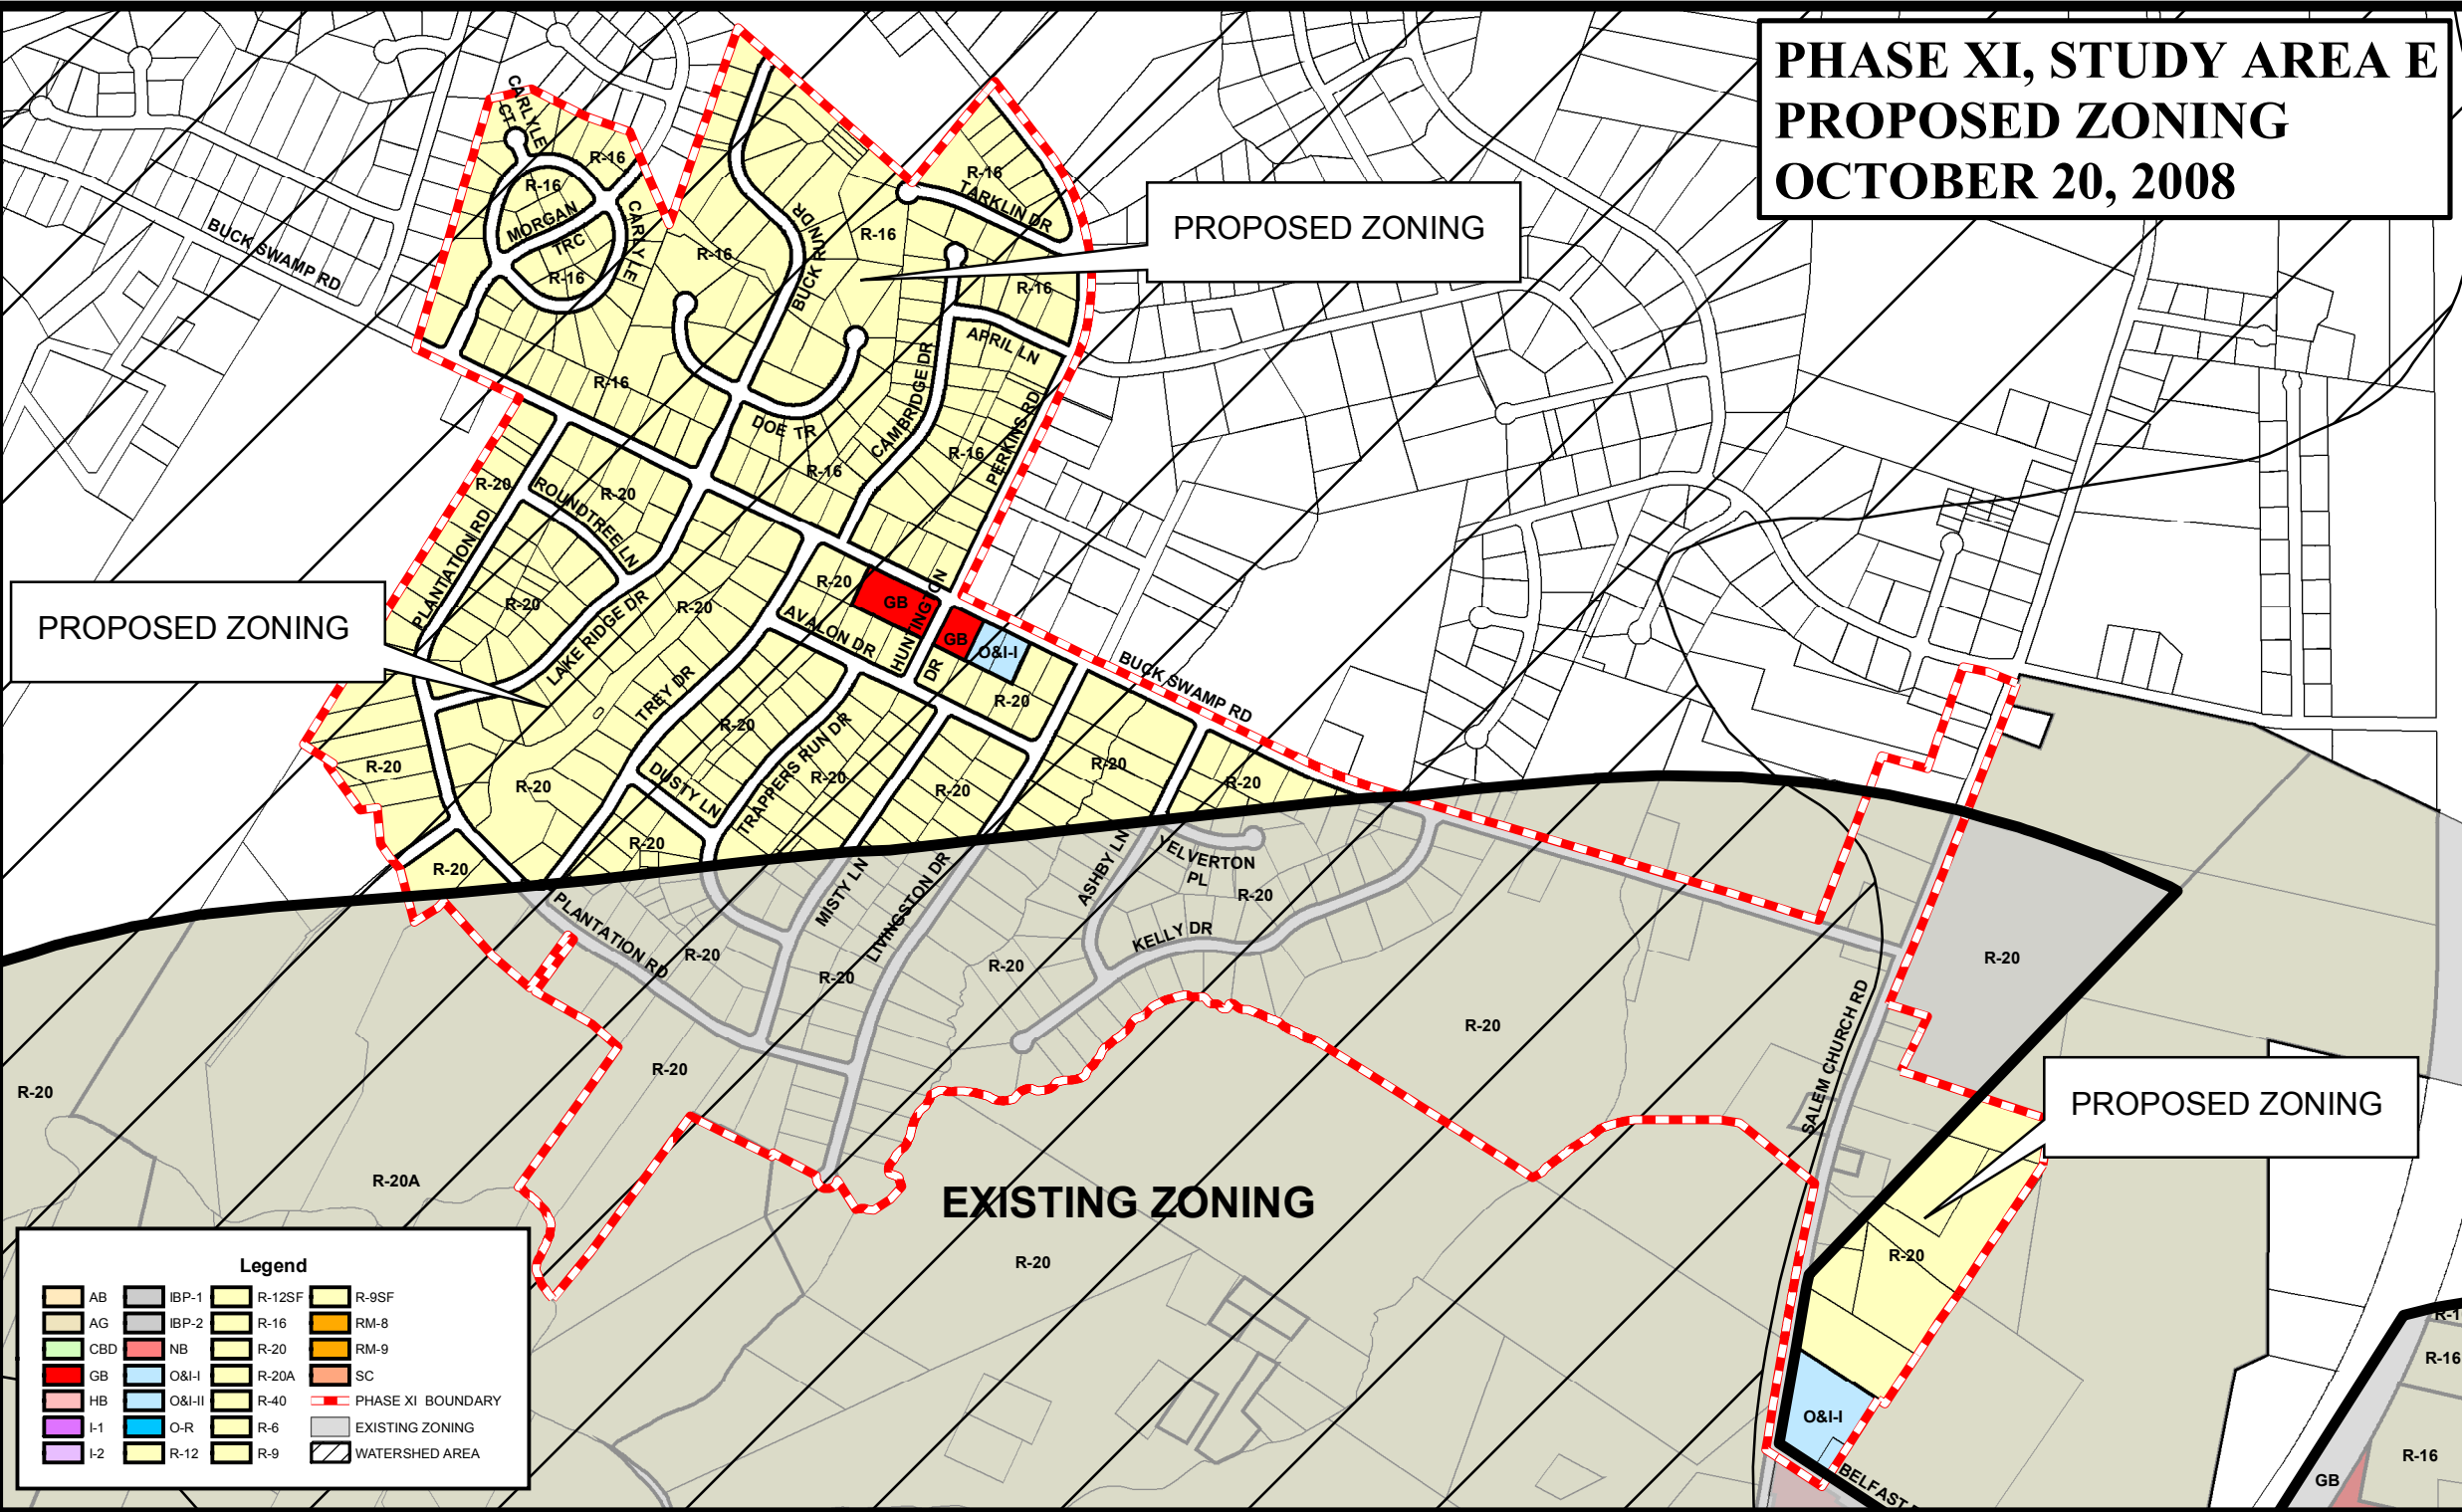 PHASE XI, STUDY AREA E
PROPOSED ZONING
OCTOBER 20, 2008
CARLYLE
CT
R-16
R-16
MORGAN
TRC
CARLYLE
R-16
BUCK SWAMP RD
R-16
BUCK RUN DR
R-16
R-16
TARKLIN DR
PROPOSED ZONING
R-16
APRIL LN
R-16
DOE TR
CAMBRIDGE DR
R-16
R-16
PERKINS RD
R-20
ROUNDTREE LN
R-20
PLANTATION RD
R-20
LAKE RIDGE DR
R-20
R-20
GB
HUNTINGTON
DR
GB
O&I-I
AVALON DR
PROPOSED ZONING
TREY DR
R-20
BUCK SWAMP RD
R-20
R-20
R-20
DUSTY LN
TRAPPERS RUN DR
R-20
R-20
R-20
R-20
R-20
R-20
PLANTATION RD
R-20
MISTY LN
R-20
LIVINGSTON DR
ASHBY LN
YELVERTON
PL
R-20
KELLY DR
R-20
R-20
R-20
R-20
SALEM CHURCH RD
R-20
R-20A
PROPOSED ZONING
EXISTING ZONING
R-20
R-20
O&I-I
R-16
R-16
GB
Legend
AB
IBP-1
R-12SF
R-9SF
AG
IBP-2
R-16
RM-8
CBD
NB
R-20
RM-9
GB
O&I-I
R-20A
SC
HB
O&I-II
R-40
PHASE XI BOUNDARY
I-1
O-R
R-6
EXISTING ZONING
I-2
R-12
R-9
WATERSHED AREA
BELFAST